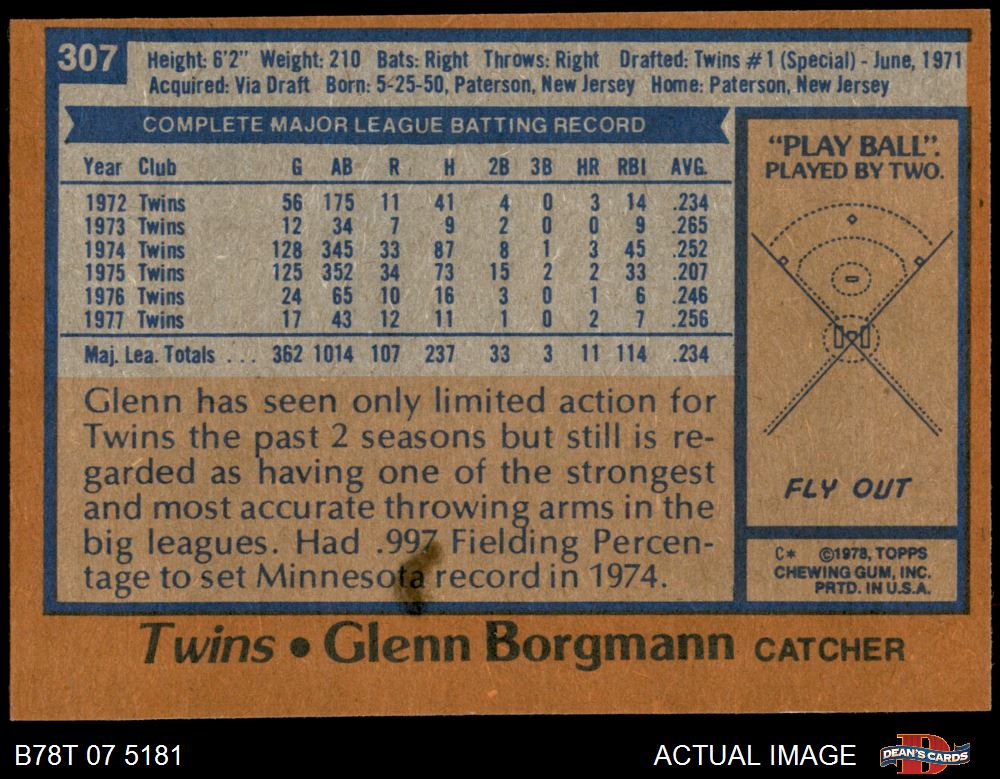 307
Height: 6'2" Weight: 210 Bats: Right Throws: Right Drafted: Twins #1 (Special) - June, 1971
Acquired: Via Draft Born: 5-25-50, Paterson, New Jersey Home: Paterson, New Jersey
COMPLETE MAJOR LEAGUE BATTING RECORD
Year Club G AB R H 2B 3B HR RBI AVG.
1972 Twins 56 175 11 41 4 0 3 14 .234
1973 Twins 12 34 7 9 2 0 0 9 .265
1974 Twins 128 345 33 87 8 1 3 45 .252
1975 Twins 125 352 34 73 15 2 2 33 .207
1976 Twins 24 65 10 16 3 0 1 6 .246
1977 Twins 17 43 12 11 1 0 2 7 .256
Maj. Lea. Totals . . . 362 1014 107 237 33 3 11 114 .234
Glenn has seen only limited action for
Twins the past 2 seasons but still is re-
garded as having one of the strongest
and most accurate throwing arms in the
big leagues. Had .997 Fielding Percen-
tage to set Minnesota record in 1974.
"PLAY BALL".
PLAYED BY TWO.
FLY OUT
C* ©1978, TOPPS
CHEWING GUM, INC.
PRTD. IN U.S.A.
Twins • Glenn Borgmann CATCHER
B78T 07 5181
ACTUAL IMAGE
DEAN'S CARDS